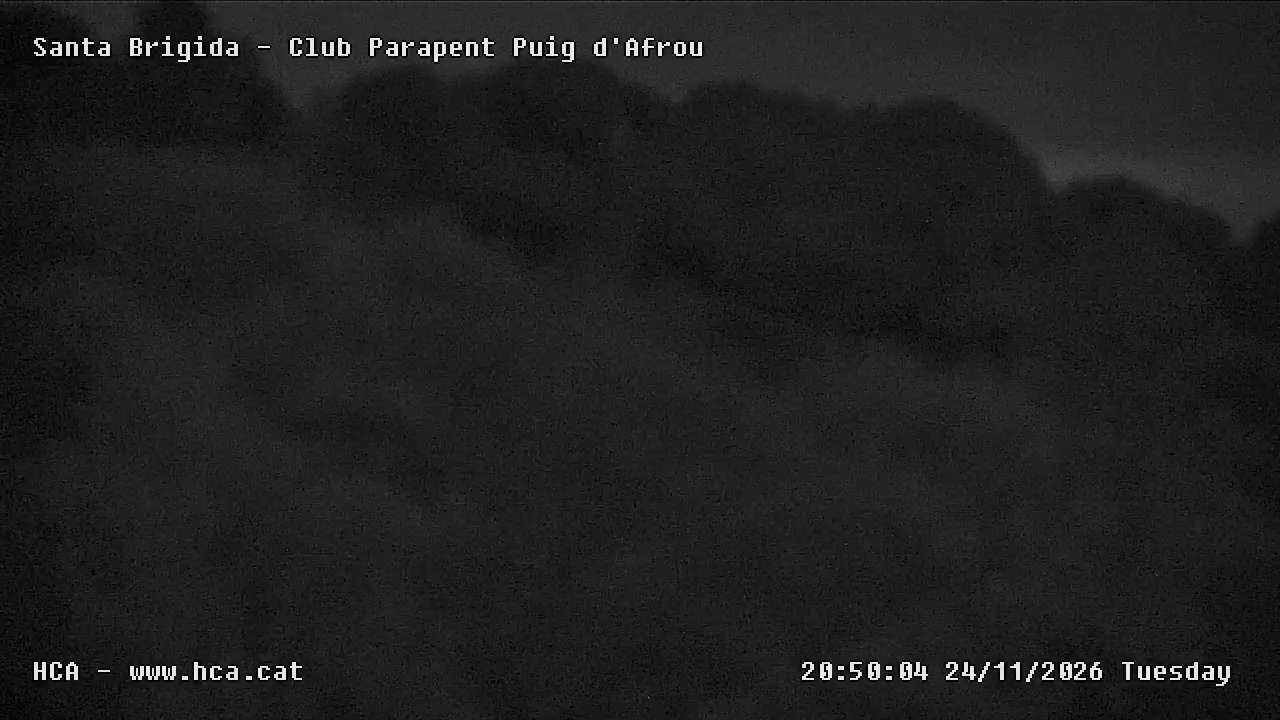 Santa Brigida - Club Parapent Puig d'Afrou
HCA - www.hca.cat
20:50:04 24/11/2026 Tuesday